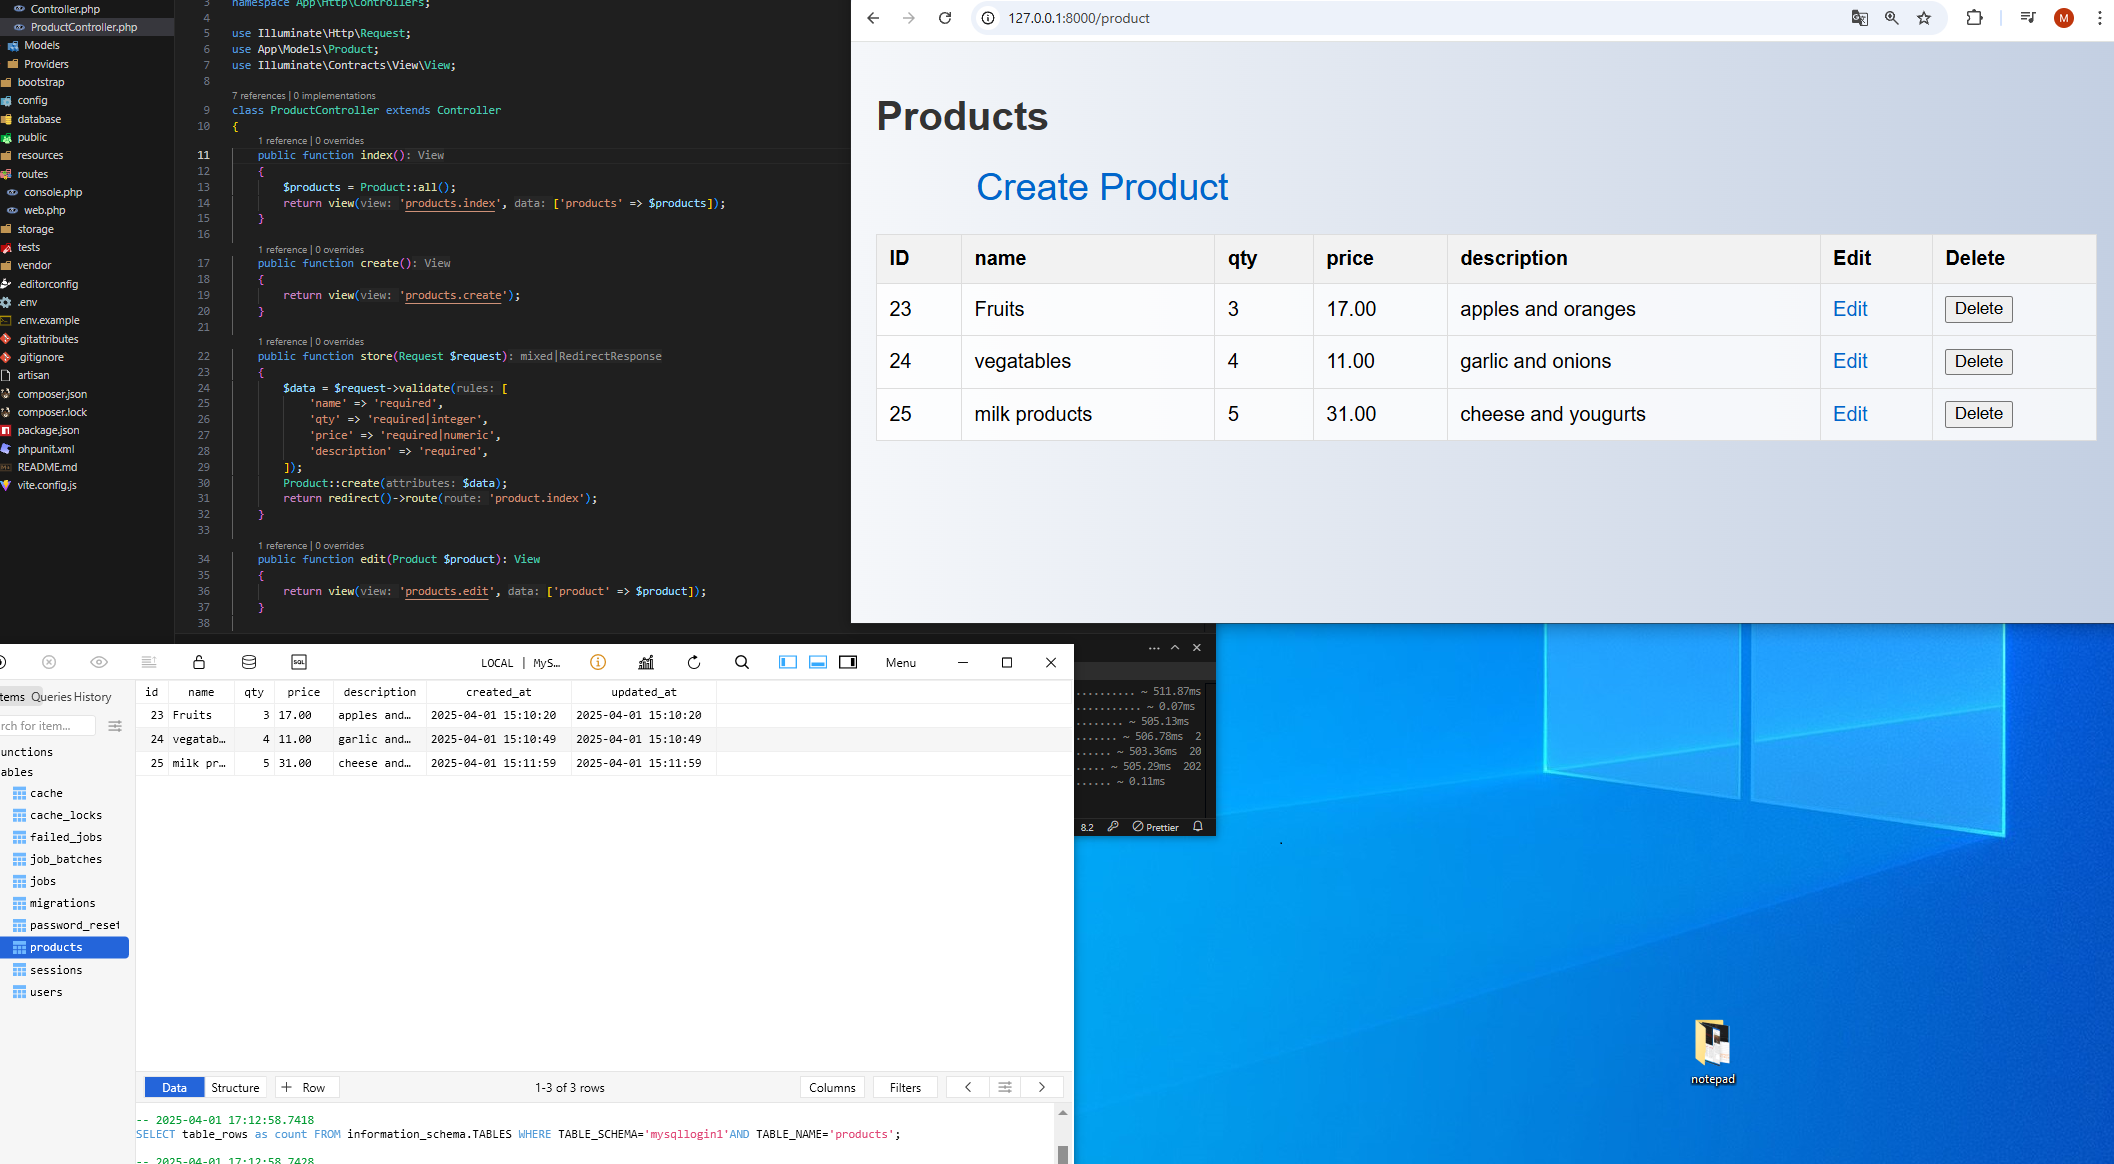 Controller.php
ProductController.php
Models
Providers
bootstrap
config
database
public
resources
routes
console.php
web.php
storage
tests
vendor
.editorconfig
.env
.env.example
.gitattributes
.gitignore
artisan
composer.json
composer.lock
package.json
phpunit.xml
README.md
vite.config.js
3 namespace App\Http\Controllers;
4
5 use Illuminate\Http\Request;
6 use App\Models\Product;
7 use Illuminate\Contracts\View\View;
8
7 references | 0 implementations
9 class ProductController extends Controller
10 {
1 reference | 0 overrides
11 public function index(): View
12 {
13 $products = Product::all();
14 return view(view: 'products.index', data: ['products' => $products]);
15 }
16
1 reference | 0 overrides
17 public function create(): View
18 {
19 return view(view: 'products.create');
20 }
21
1 reference | 0 overrides
22 public function store(Request $request): mixed|RedirectResponse
23 {
24 $data = $request->validate(rules: [
25 'name' => 'required',
26 'qty' => 'required|integer',
27 'price' => 'required|numeric',
28 'description' => 'required',
29 ]);
30 Product::create(attributes: $data);
31 return redirect()->route(route: 'product.index');
32 }
33
1 reference | 0 overrides
34 public function edit(Product $product): View
35 {
36 return view(view: 'products.edit', data: ['product' => $product]);
37 }
38
127.0.0.1:8000/product
M
Products
Create Product
ID name qty price description Edit Delete
23 Fruits 3 17.00 apples and oranges Edit Delete
24 vegatables 4 11.00 garlic and onions Edit Delete
25 milk products 5 31.00 cheese and yougurts Edit Delete
SQL LOCAL | MyS... Menu
tems Queries History
rch for item...
unctions
ables
cache
cache_locks
failed_jobs
job_batches
jobs
migrations
password_reset
products
sessions
users
id name qty price description created_at updated_at
23 Fruits 3 17.00 apples and… 2025-04-01 15:10:20 2025-04-01 15:10:20
24 vegatab… 4 11.00 garlic and… 2025-04-01 15:10:49 2025-04-01 15:10:49
25 milk pr… 5 31.00 cheese and… 2025-04-01 15:11:59 2025-04-01 15:11:59
Data Structure + Row 1-3 of 3 rows Columns Filters
-- 2025-04-01 17:12:58.7418
SELECT table_rows as count FROM information_schema.TABLES WHERE TABLE_SCHEMA='mysqllogin1'AND TABLE_NAME='products';
-- 2025-04-01 17:12:58.7428
.......... ~ 511.87ms
........... ~ 0.07ms
........ ~ 505.13ms
....... ~ 506.78ms 2
...... ~ 503.36ms 20
..... ~ 505.29ms 202
...... ~ 0.11ms
8.2 Prettier
notepad